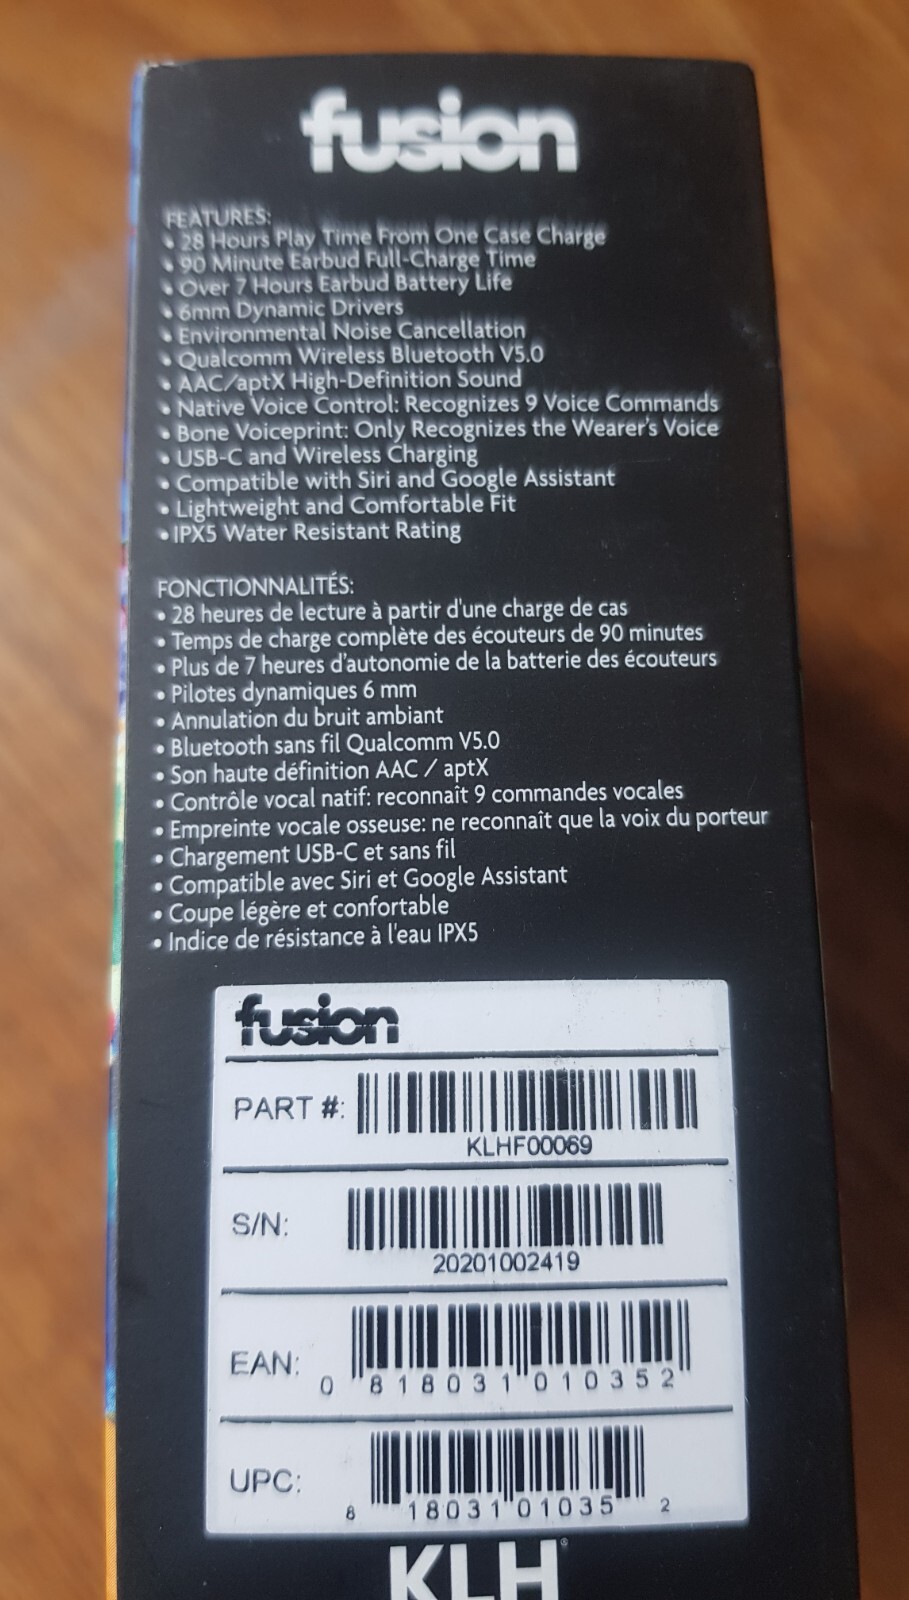 fusion
FEATURES:
• 28 Hours Play Time From One Case Charge
• 90 Minute Earbud Full-Charge Time
• Over 7 Hours Earbud Battery Life
• 6mm Dynamic Drivers
• Environmental Noise Cancellation
• Qualcomm Wireless Bluetooth V5.0
• AAC/aptX High-Definition Sound
• Native Voice Control: Recognizes 9 Voice Commands
• Bone Voiceprint: Only Recognizes the Wearer's Voice
• USB-C and Wireless Charging
• Compatible with Siri and Google Assistant
• Lightweight and Comfortable Fit
• IPX5 Water Resistant Rating
FONCTIONNALITÉS:
• 28 heures de lecture à partir d'une charge de cas
• Temps de charge complète des écouteurs de 90 minutes
• Plus de 7 heures d'autonomie de la batterie des écouteurs
• Pilotes dynamiques 6 mm
• Annulation du bruit ambiant
• Bluetooth sans fil Qualcomm V5.0
• Son haute définition AAC / aptX
• Contrôle vocal natif: reconnaît 9 commandes vocales
• Empreinte vocale osseuse: ne reconnaît que la voix du porteur
• Chargement USB-C et sans fil
• Compatible avec Siri et Google Assistant
• Coupe légère et confortable
• Indice de résistance à l'eau IPX5
fusion
PART #:
KLHF00069
S/N:
20201002419
EAN:
0 818031 010352
UPC:
8 18031 01035 2
KLH®